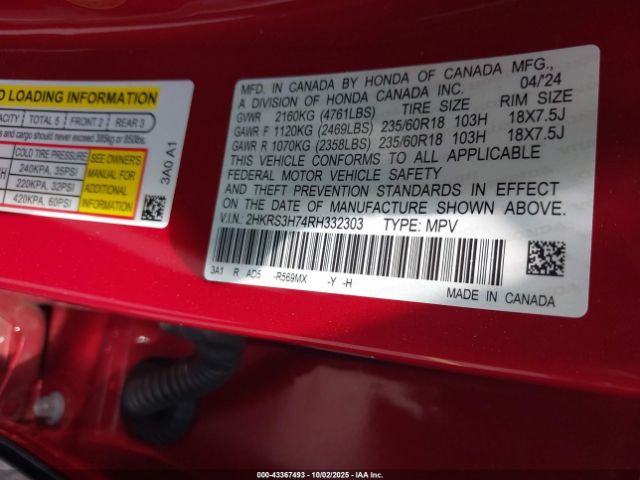 D LOADING INFORMATION
ACITY TOTAL 5 FRONT 2 REAR 3
s and cargo should never exceed 385kg or 850lbs.
COLD TIRE PRESSURE
240KPA, 35PSI
220KPA, 32PSI
420KPA, 60PSI
SEE OWNER'S
MANUAL FOR
ADDITIONAL
INFORMATION
3A0 A1
MFD. IN CANADA BY HONDA OF CANADA MFG.,
A DIVISION OF HONDA CANADA INC. 04/'24
GVWR 2160KG (4761LBS) TIRE SIZE RIM SIZE
GAWR F 1120KG (2469LBS) 235/60R18 103H 18X7.5J
GAWR R 1070KG (2358LBS) 235/60R18 103H 18X7.5J
THIS VEHICLE CONFORMS TO ALL APPLICABLE
FEDERAL MOTOR VEHICLE SAFETY
AND THEFT PREVENTION STANDARDS IN EFFECT
ON THE DATE OF MANUFACTURE SHOWN ABOVE.
V.I.N.: 2HKRS3H74RH332303 TYPE: MPV
3A1 R AD5 -R569MX -Y -H
MADE IN CANADA
000-43367493 - 10/02/2025 - IAAI Inc.